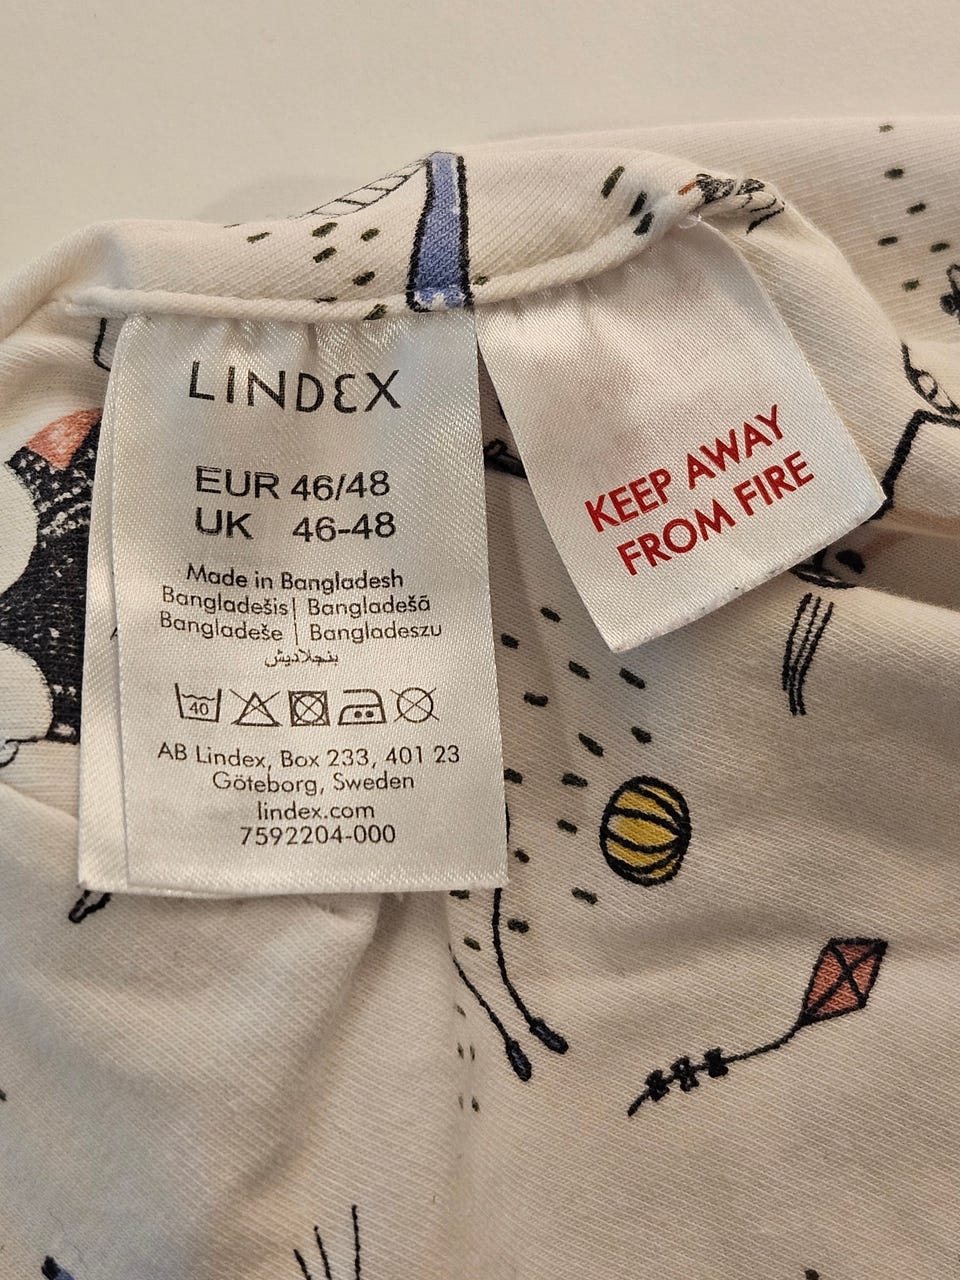 LINDEX
EUR 46/48
UK 46-48
Made in Bangladesh
Bangladešis | Bangladešā
Bangladeše | Bangladeszu
بنجلاديش
40
AB Lindex, Box 233, 401 23
Göteborg, Sweden
lindex.com
7592204-000
KEEP AWAY
FROM FIRE